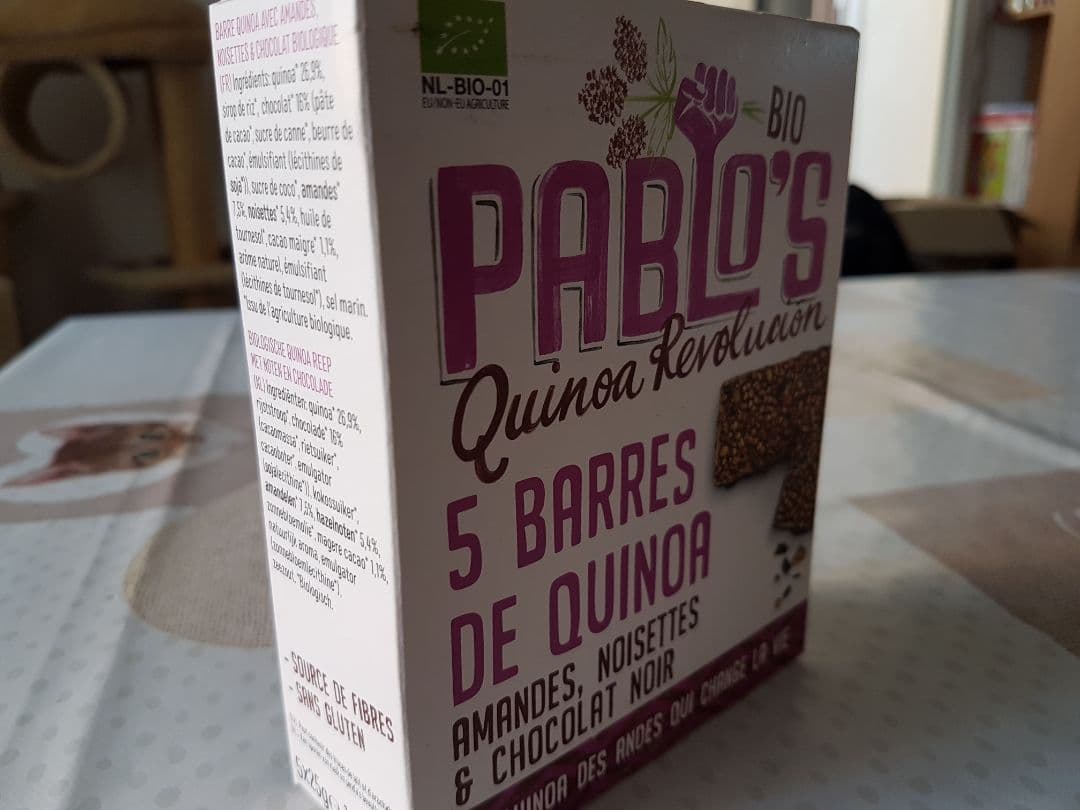 BARRE QUINOA AVEC AMANDES,
NOISETTES & CHOCOLAT BIOLOGIQUE
(FR) Ingrédients: quinoa* 26,9%,
sirop de riz*, chocolat* 16% (pâte
de cacao*, sucre de canne*, beurre de
cacao*, émulsifiant (lécithines de
soja*)), sucre de coco*, amandes*
7,5%, noisettes* 5,4%, huile de
tournesol*, cacao maigre* 1,1%,
arôme naturel, émulsifiant
(lécithines de tournesol*), sel marin.
*Issu de l'agriculture biologique.
BIOLOGISCHE QUINOA REEP
MET NOTEN EN CHOCOLADE
(NL) Ingrediënten: quinoa* 26,9%,
rijststroop*, chocolade* 16%
(cacaomassa*, rietsuiker*,
cacaoboter*, emulgator
(sojalecithine*)), kokossuiker*,
amandelen* 7,5%, hazelnoten* 5,4%,
zonnebloemolie*, magere cacao* 1,1%,
natuurlijk aroma, emulgator
(zonnebloemlecithine*),
zeezout. *Biologisch.
- SOURCE DE FIBRES
- SANS GLUTEN
5x25g
NL-BIO-01
EU/NON-EU AGRICULTURE
BIO
PABLO'S
Quinoa Revolución
5 BARRES
DE QUINOA
AMANDES, NOISETTES
& CHOCOLAT NOIR
QUINOA DES ANDES QUI CHANGE LA VIE